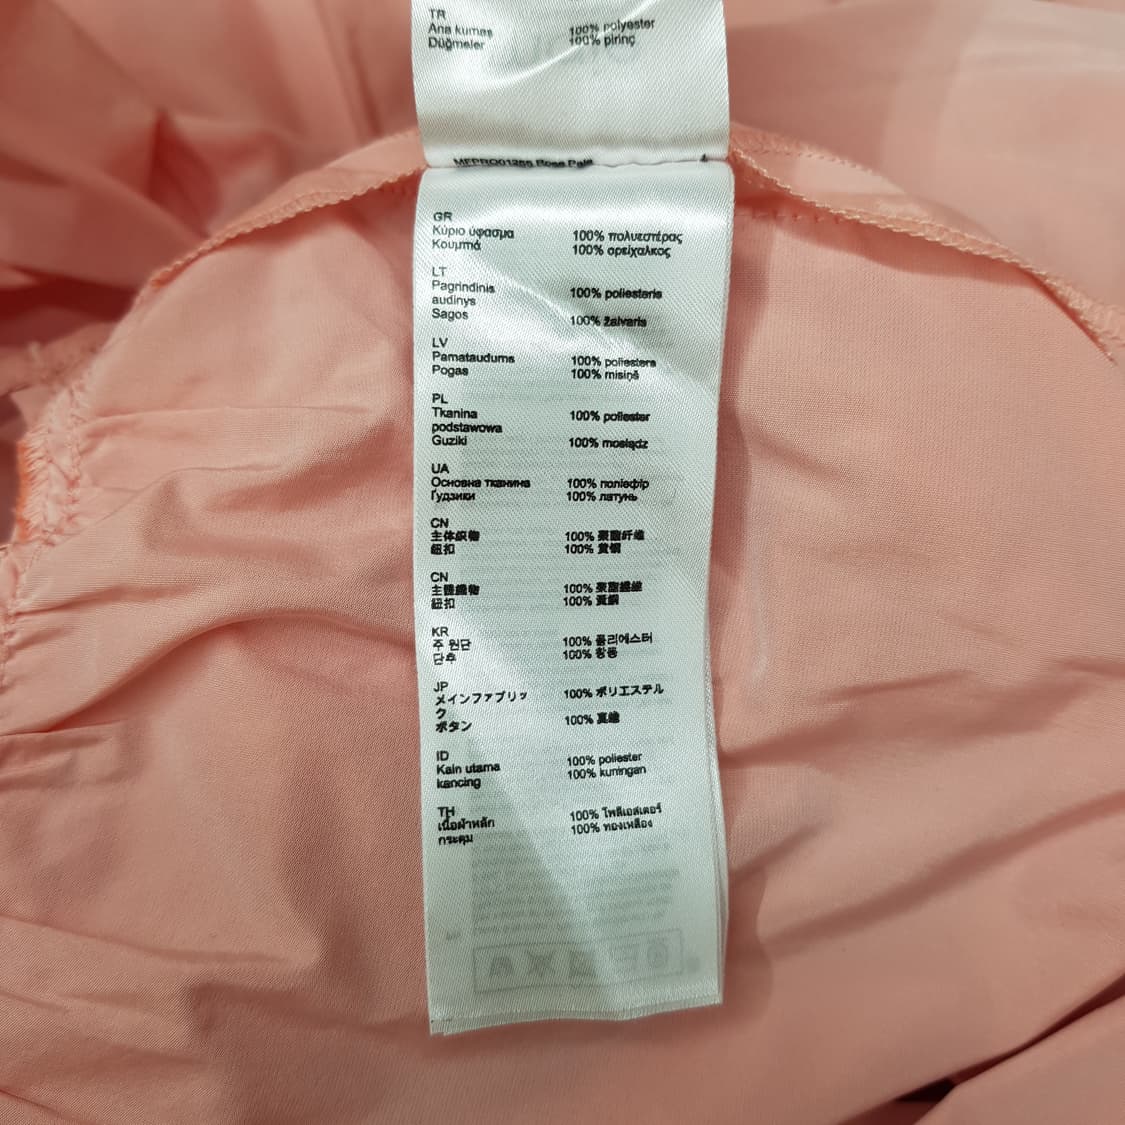 TR
Ana kumaş 100% polyester
Düğmeler 100% pirinç
MFPRO01255 Rose Pale L
GR
Κύριο ύφασμα 100% πολυεστέρας
Κουμπιά 100% ορείχαλκος
LT
Pagrindinis
audinys 100% poliesteris
Sagos 100% žalvaris
LV
Pamataudums 100% poliesters
Pogas 100% misiņš
PL
Tkanina
podstawowa 100% poliester
Guziki 100% mosiądz
UA
Основна тканина 100% поліефір
Ґудзики 100% латунь
CN
主体织物 100% 聚酯纤维
鈕扣 100% 黄铜
CN
主體織物 100% 聚酯纖維
鈕扣 100% 黃銅
KR
주 원단 100% 폴리에스터
단추 100% 황동
JP
メインファブリッ 100% ポリエステル
ク
ボタン 100% 真鍮
ID
Kain utama 100% poliester
kancing 100% kuningan
TH
เนื้อผ้าหลัก 100% โพลีเอสเตอร์
กระดุม 100% ทองเหลือง